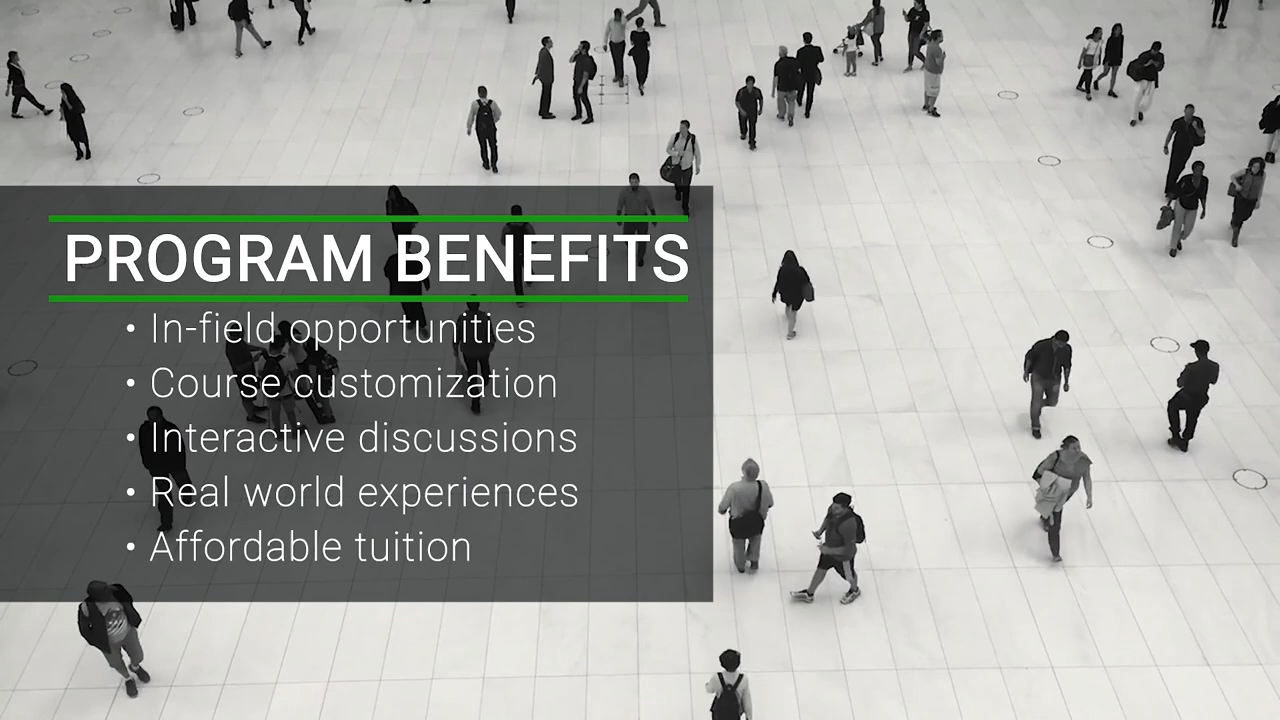 PROGRAM BENEFITS
• In-field opportunities
• Course customization
• Interactive discussions
• Real world experiences
• Affordable tuition